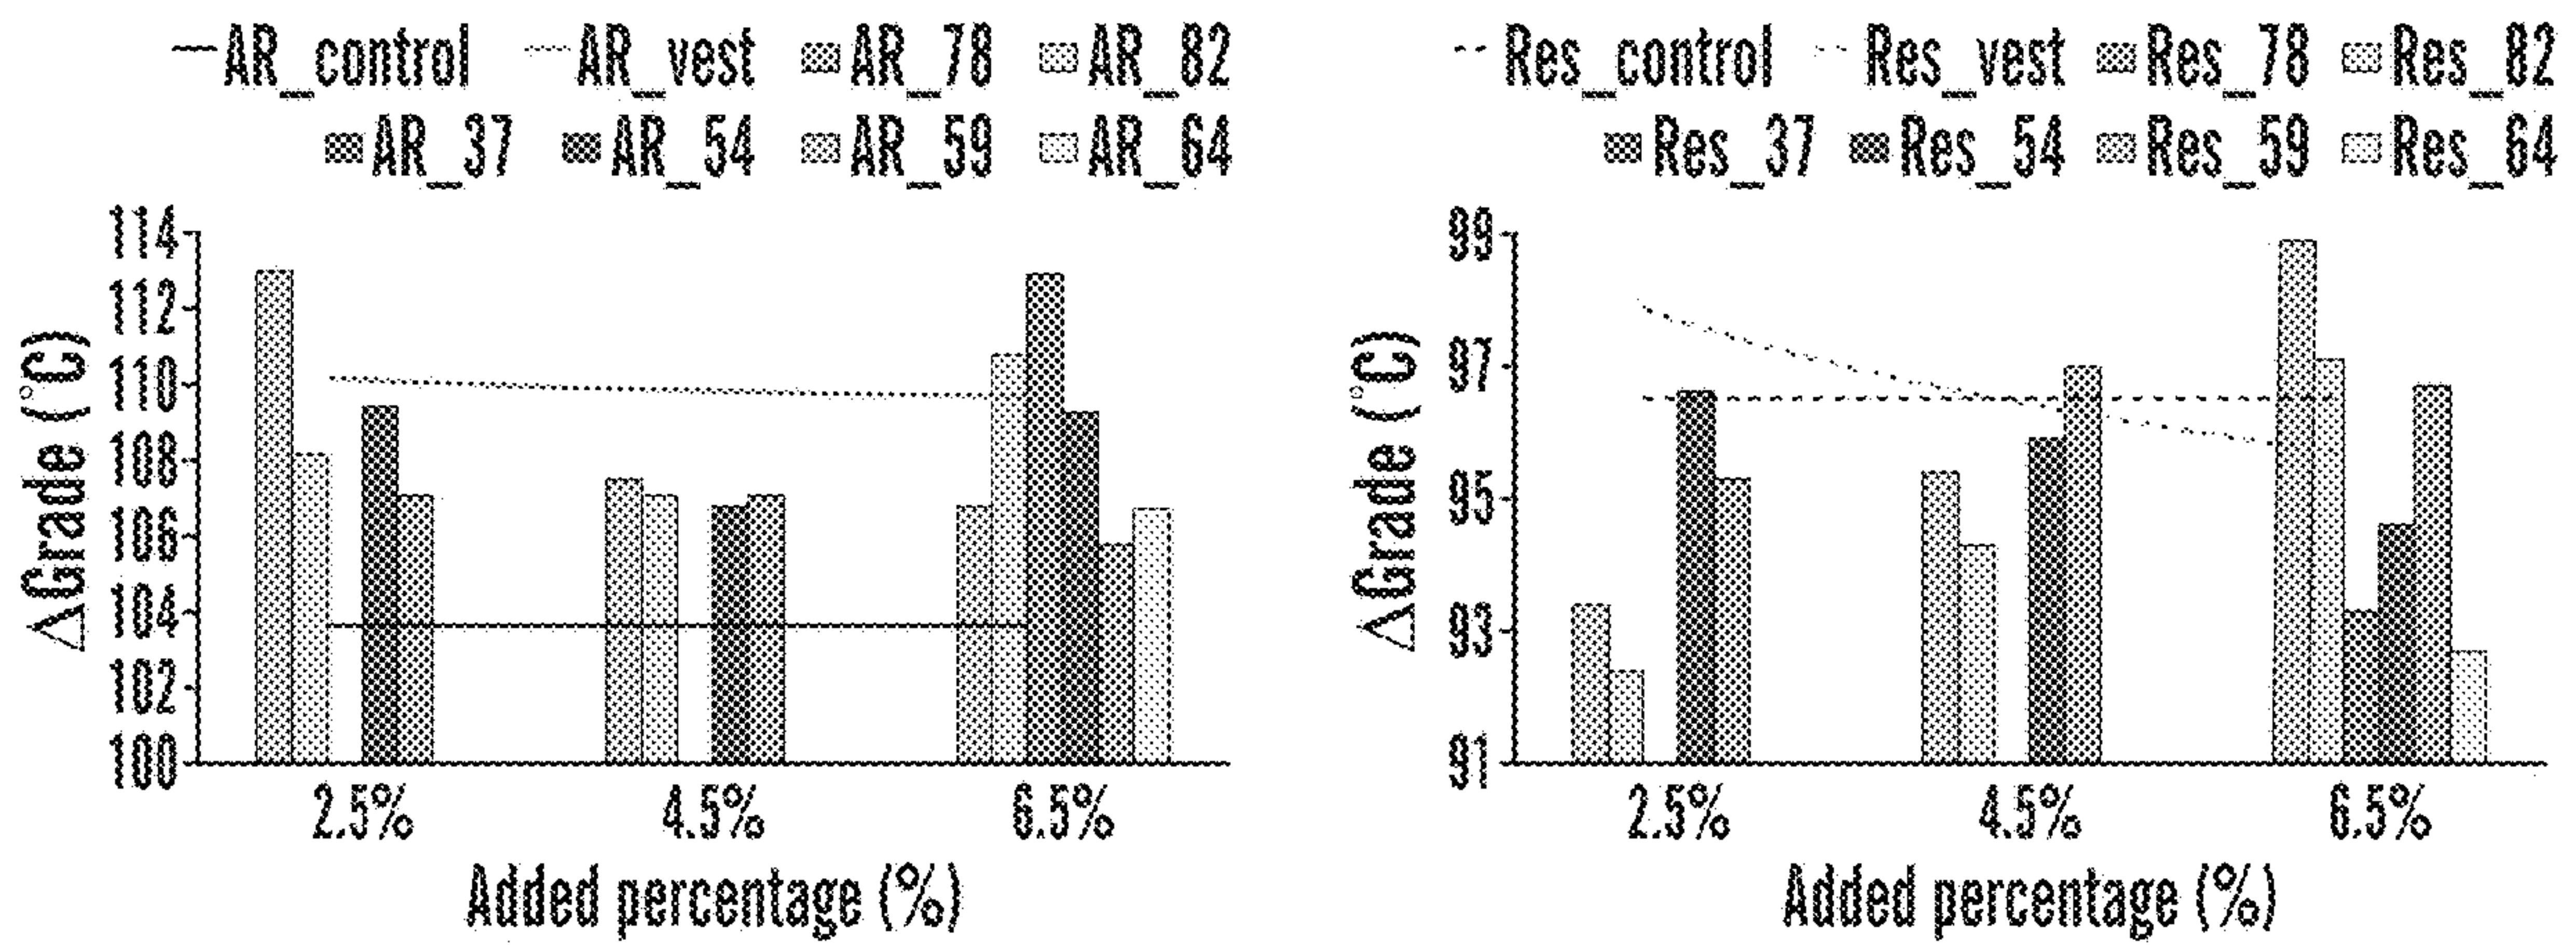 AR_control AR_vest AR_78 AR_82
AR_37 AR_54 AR_59 AR_64
ΔGrade (°C)
114
112
110
108
106
104
102
100
2.5% 4.5% 6.5%
Added percentage (%)
Res_control Res_vest Res_78 Res_82
Res_37 Res_54 Res_59 Res_64
ΔGrade (°C)
99
97
95
93
91
2.5% 4.5% 6.5%
Added percentage (%)